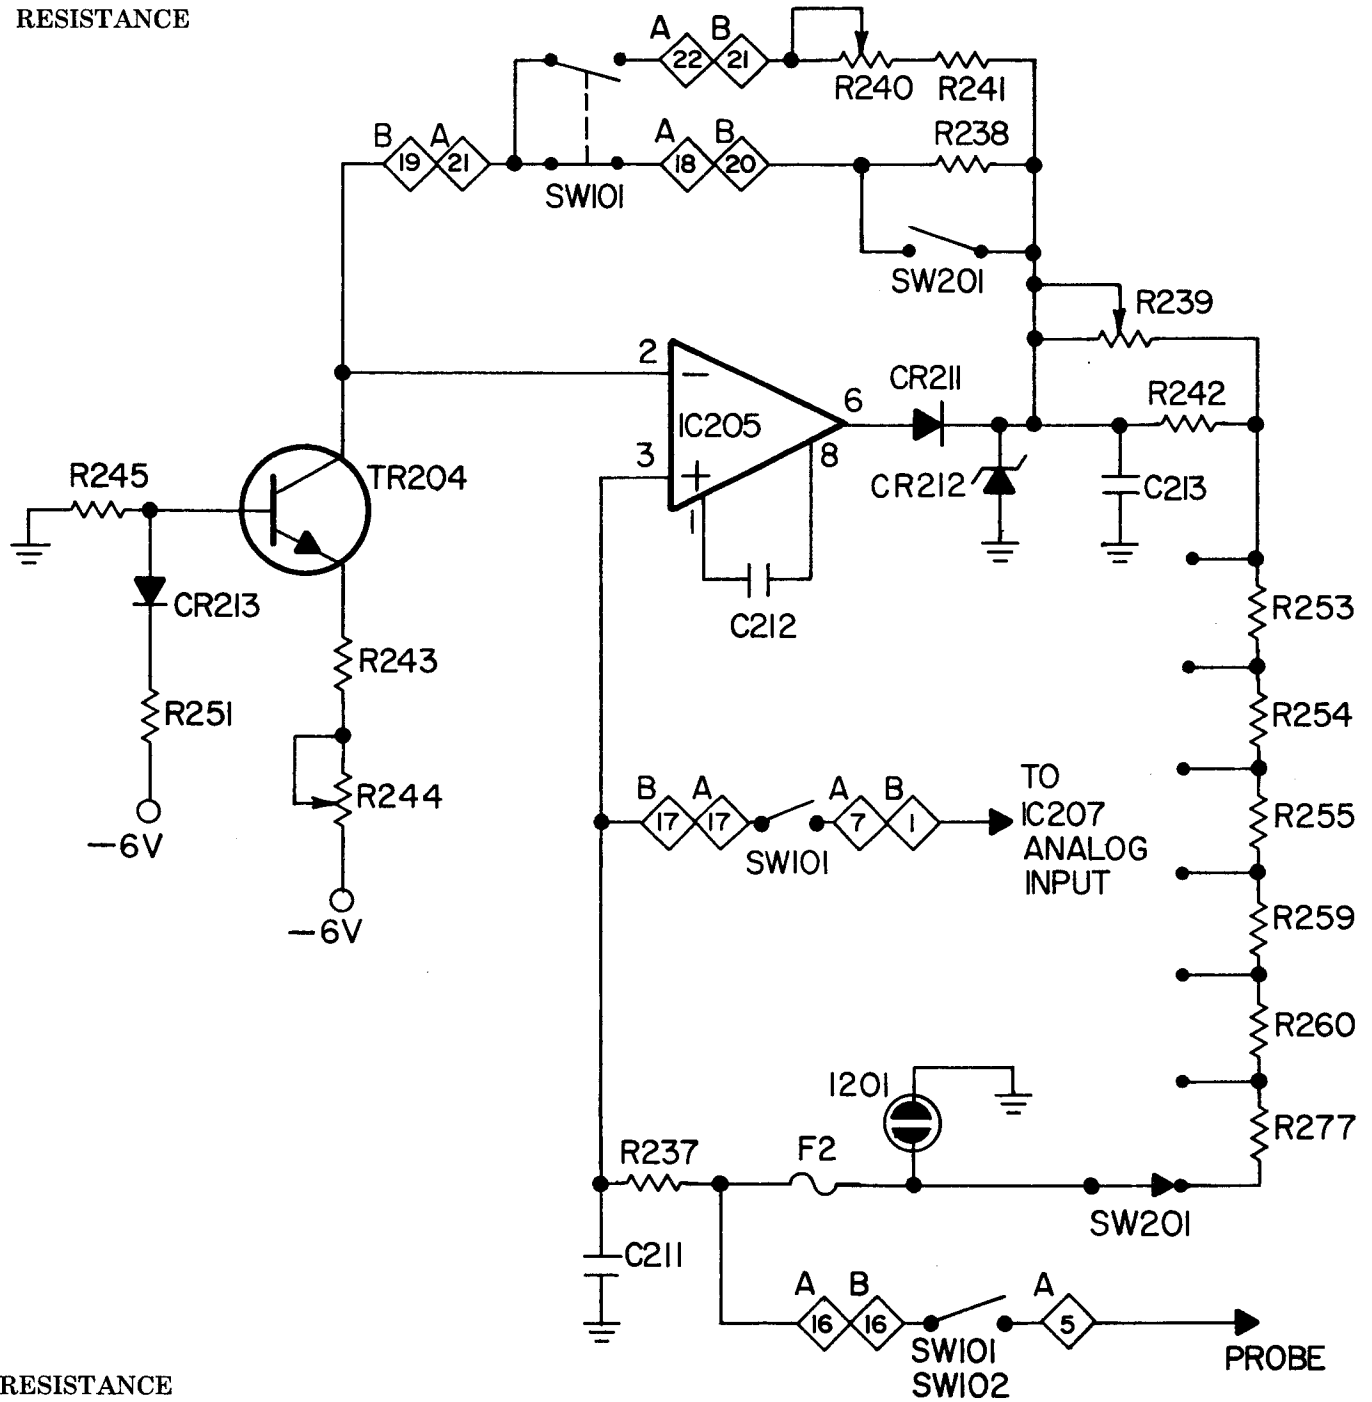 RESISTANCE
A B
22 21
R240 R241
B A
19 21
A B
18 20
R238
SW101
SW201
R239
2
−
IC205
6
CR211
R242
3
+
8
1
CR212
C213
R245
TR204
CR213
C212
R253
R243
R251
R254
R244
−6V
−6V
B A
17 17
SW101
A B
7 1
TO
IC207
ANALOG
INPUT
R255
R259
R260
I201
R277
R237
F2
SW201
C211
A B
16 16
A
5
SW101
SW102
PROBE
RESISTANCE